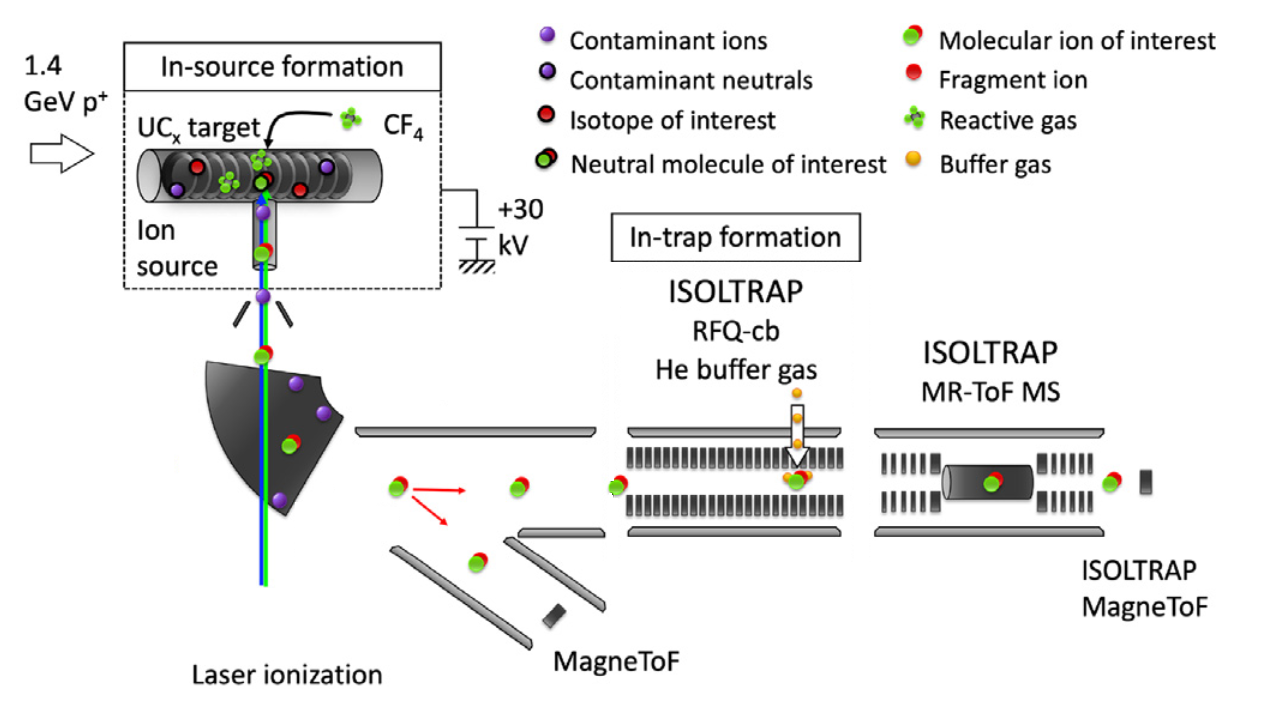 1.4
GeV p⁺
In-source formation
UCₓ target
CF₄
Ion
source
+30
kV
Contaminant ions
Contaminant neutrals
Isotope of interest
Neutral molecule of interest
Molecular ion of interest
Fragment ion
Reactive gas
Buffer gas
In-trap formation
ISOLTRAP
RFQ-cb
He buffer gas
ISOLTRAP
MR-ToF MS
ISOLTRAP
MagneToF
MagneToF
Laser ionization